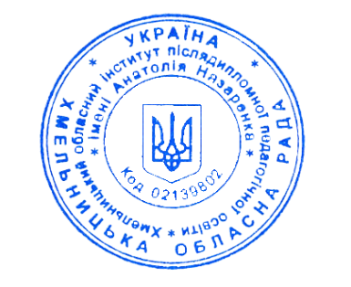 УКРАЇНА
ХМЕЛЬНИЦЬКА ОБЛАСНА РАДА
* Хмельницький обласний інститут післядипломної педагогічної освіти
* імені Анатолія Назаренка *
Код 02139802